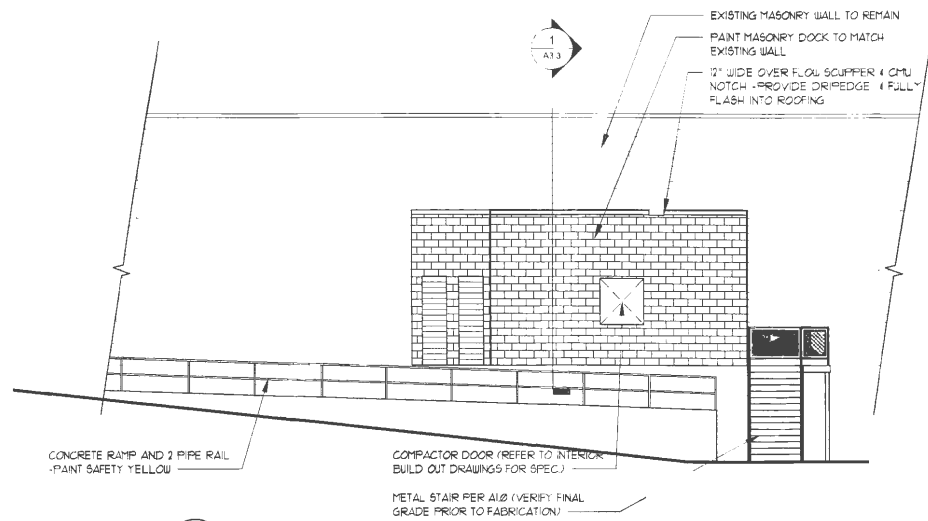 EXISTING MASONRY WALL TO REMAIN
1
A3.3
PAINT MASONRY DOCK TO MATCH
EXISTING WALL
12" WIDE OVER FLOW SCUPPER & CMU
NOTCH -PROVIDE DRIPEDGE & FULLY
FLASH INTO ROOFING
CONCRETE RAMP AND 2 PIPE RAIL
-PAINT SAFETY YELLOW
COMPACTOR DOOR (REFER TO INTERIOR
BUILD OUT DRAWINGS FOR SPEC.)
METAL STAIR PER A1.0 (VERIFY FINAL
GRADE PRIOR TO FABRICATION)